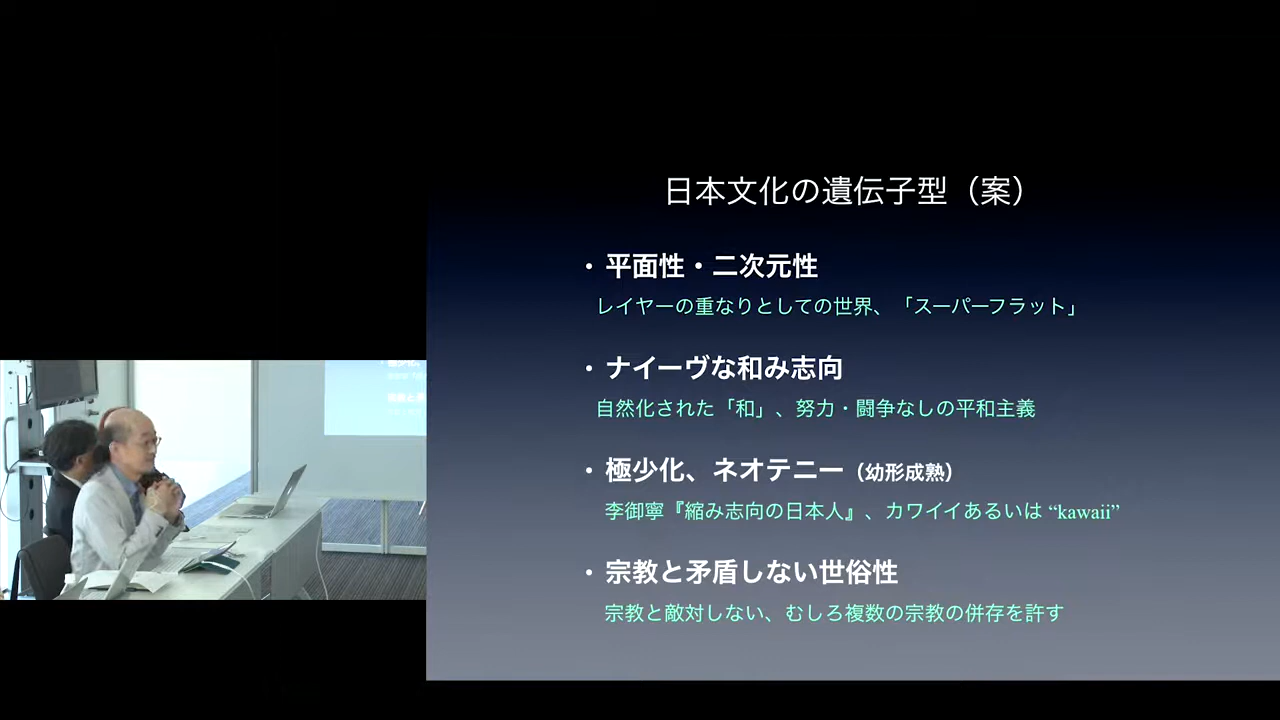 日本文化の遺伝子型（案）
・平面性・二次元性
レイヤーの重なりとしての世界、「スーパーフラット」
・ナイーヴな和み志向
自然化された「和」、努力・闘争なしの平和主義
・極少化、ネオテニー（幼形成熟）
李御寧『縮み志向の日本人』、カワイイあるいは “kawaii”
・宗教と矛盾しない世俗性
宗教と敵対しない、むしろ複数の宗教の併存を許す